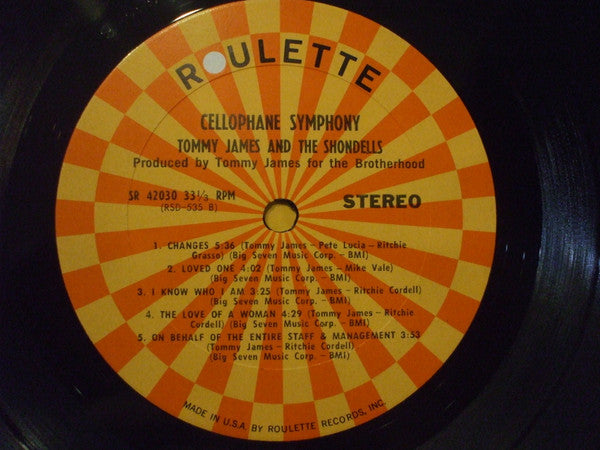 ROULETTE
CELLOPHANE SYMPHONY
TOMMY JAMES AND THE SHONDELLS
Produced by Tommy James for the Brotherhood
SR 42030 33⅓ RPM
(RSD-535 B)
STEREO
1. CHANGES 5:36 (Tommy James - Pete Lucia - Ritchie
Grasso) (Big Seven Music Corp. - BMI)
2. LOVED ONE 4:02 (Tommy James - Mike Vale)
(Big Seven Music Corp. - BMI)
3. I KNOW WHO I AM 3:25 (Tommy James - Ritchie Cordell)
(Big Seven Music Corp. - BMI)
4. THE LOVE OF A WOMAN 4:29 (Tommy James - Ritchie
Cordell) (Big Seven Music Corp. - BMI)
5. ON BEHALF OF THE ENTIRE STAFF & MANAGEMENT 3:53
(Tommy James - Ritchie Cordell)
(Big Seven Music Corp. - BMI)
MADE IN U.S.A. BY ROULETTE RECORDS, INC.